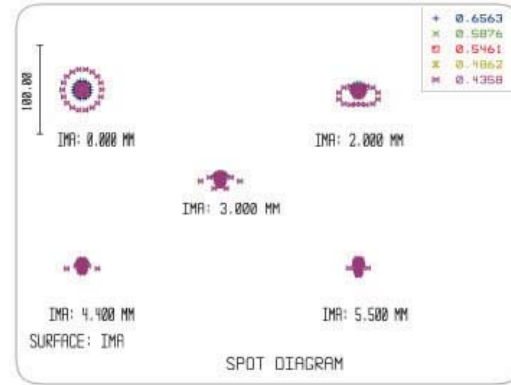 + 0.6563
× 0.5876
0.5461
0.4862
0.4358
100.00
IMA: 0.000 MM
IMA: 2.000 MM
IMA: 3.000 MM
IMA: 4.400 MM
IMA: 5.500 MM
SURFACE: IMA
SPOT DIAGRAM